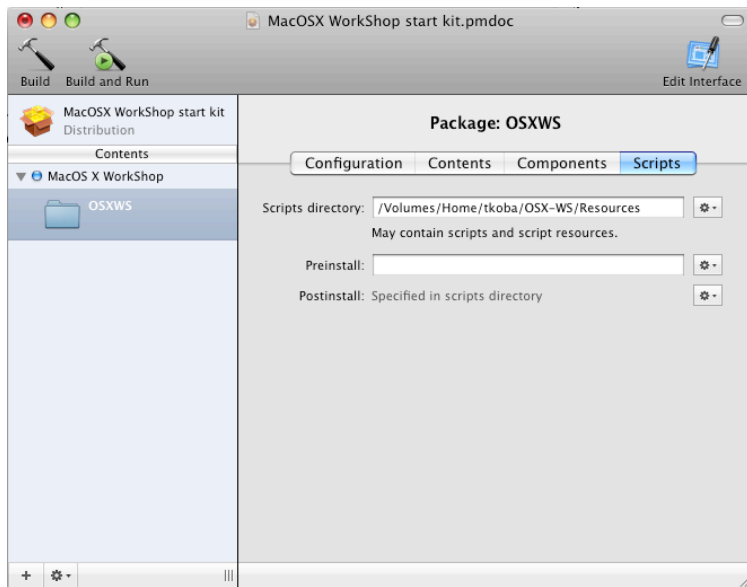 MacOSX WorkShop start kit.pmdoc
Build
Build and Run
Edit Interface
MacOSX WorkShop start kit
Distribution
Contents
MacOS X WorkShop
OSXWS
Package: OSXWS
Configuration Contents Components Scripts
Scripts directory: /Volumes/Home/tkoba/OSX-WS/Resources
May contain scripts and script resources.
Preinstall:
Postinstall: Specified in scripts directory